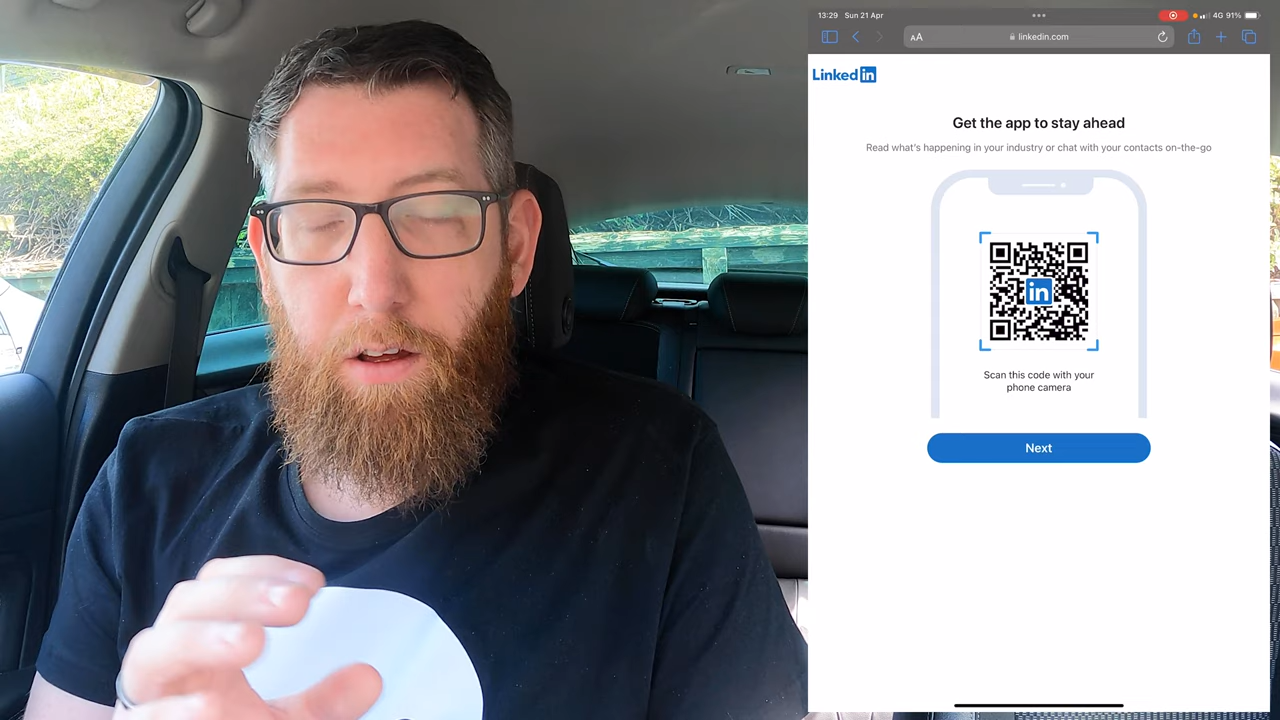 13:29 Sun 21 Apr
4G 91%
AA
linkedin.com
Linked in
Get the app to stay ahead
Read what's happening in your industry or chat with your contacts on-the-go
in
Scan this code with your
phone camera
Next